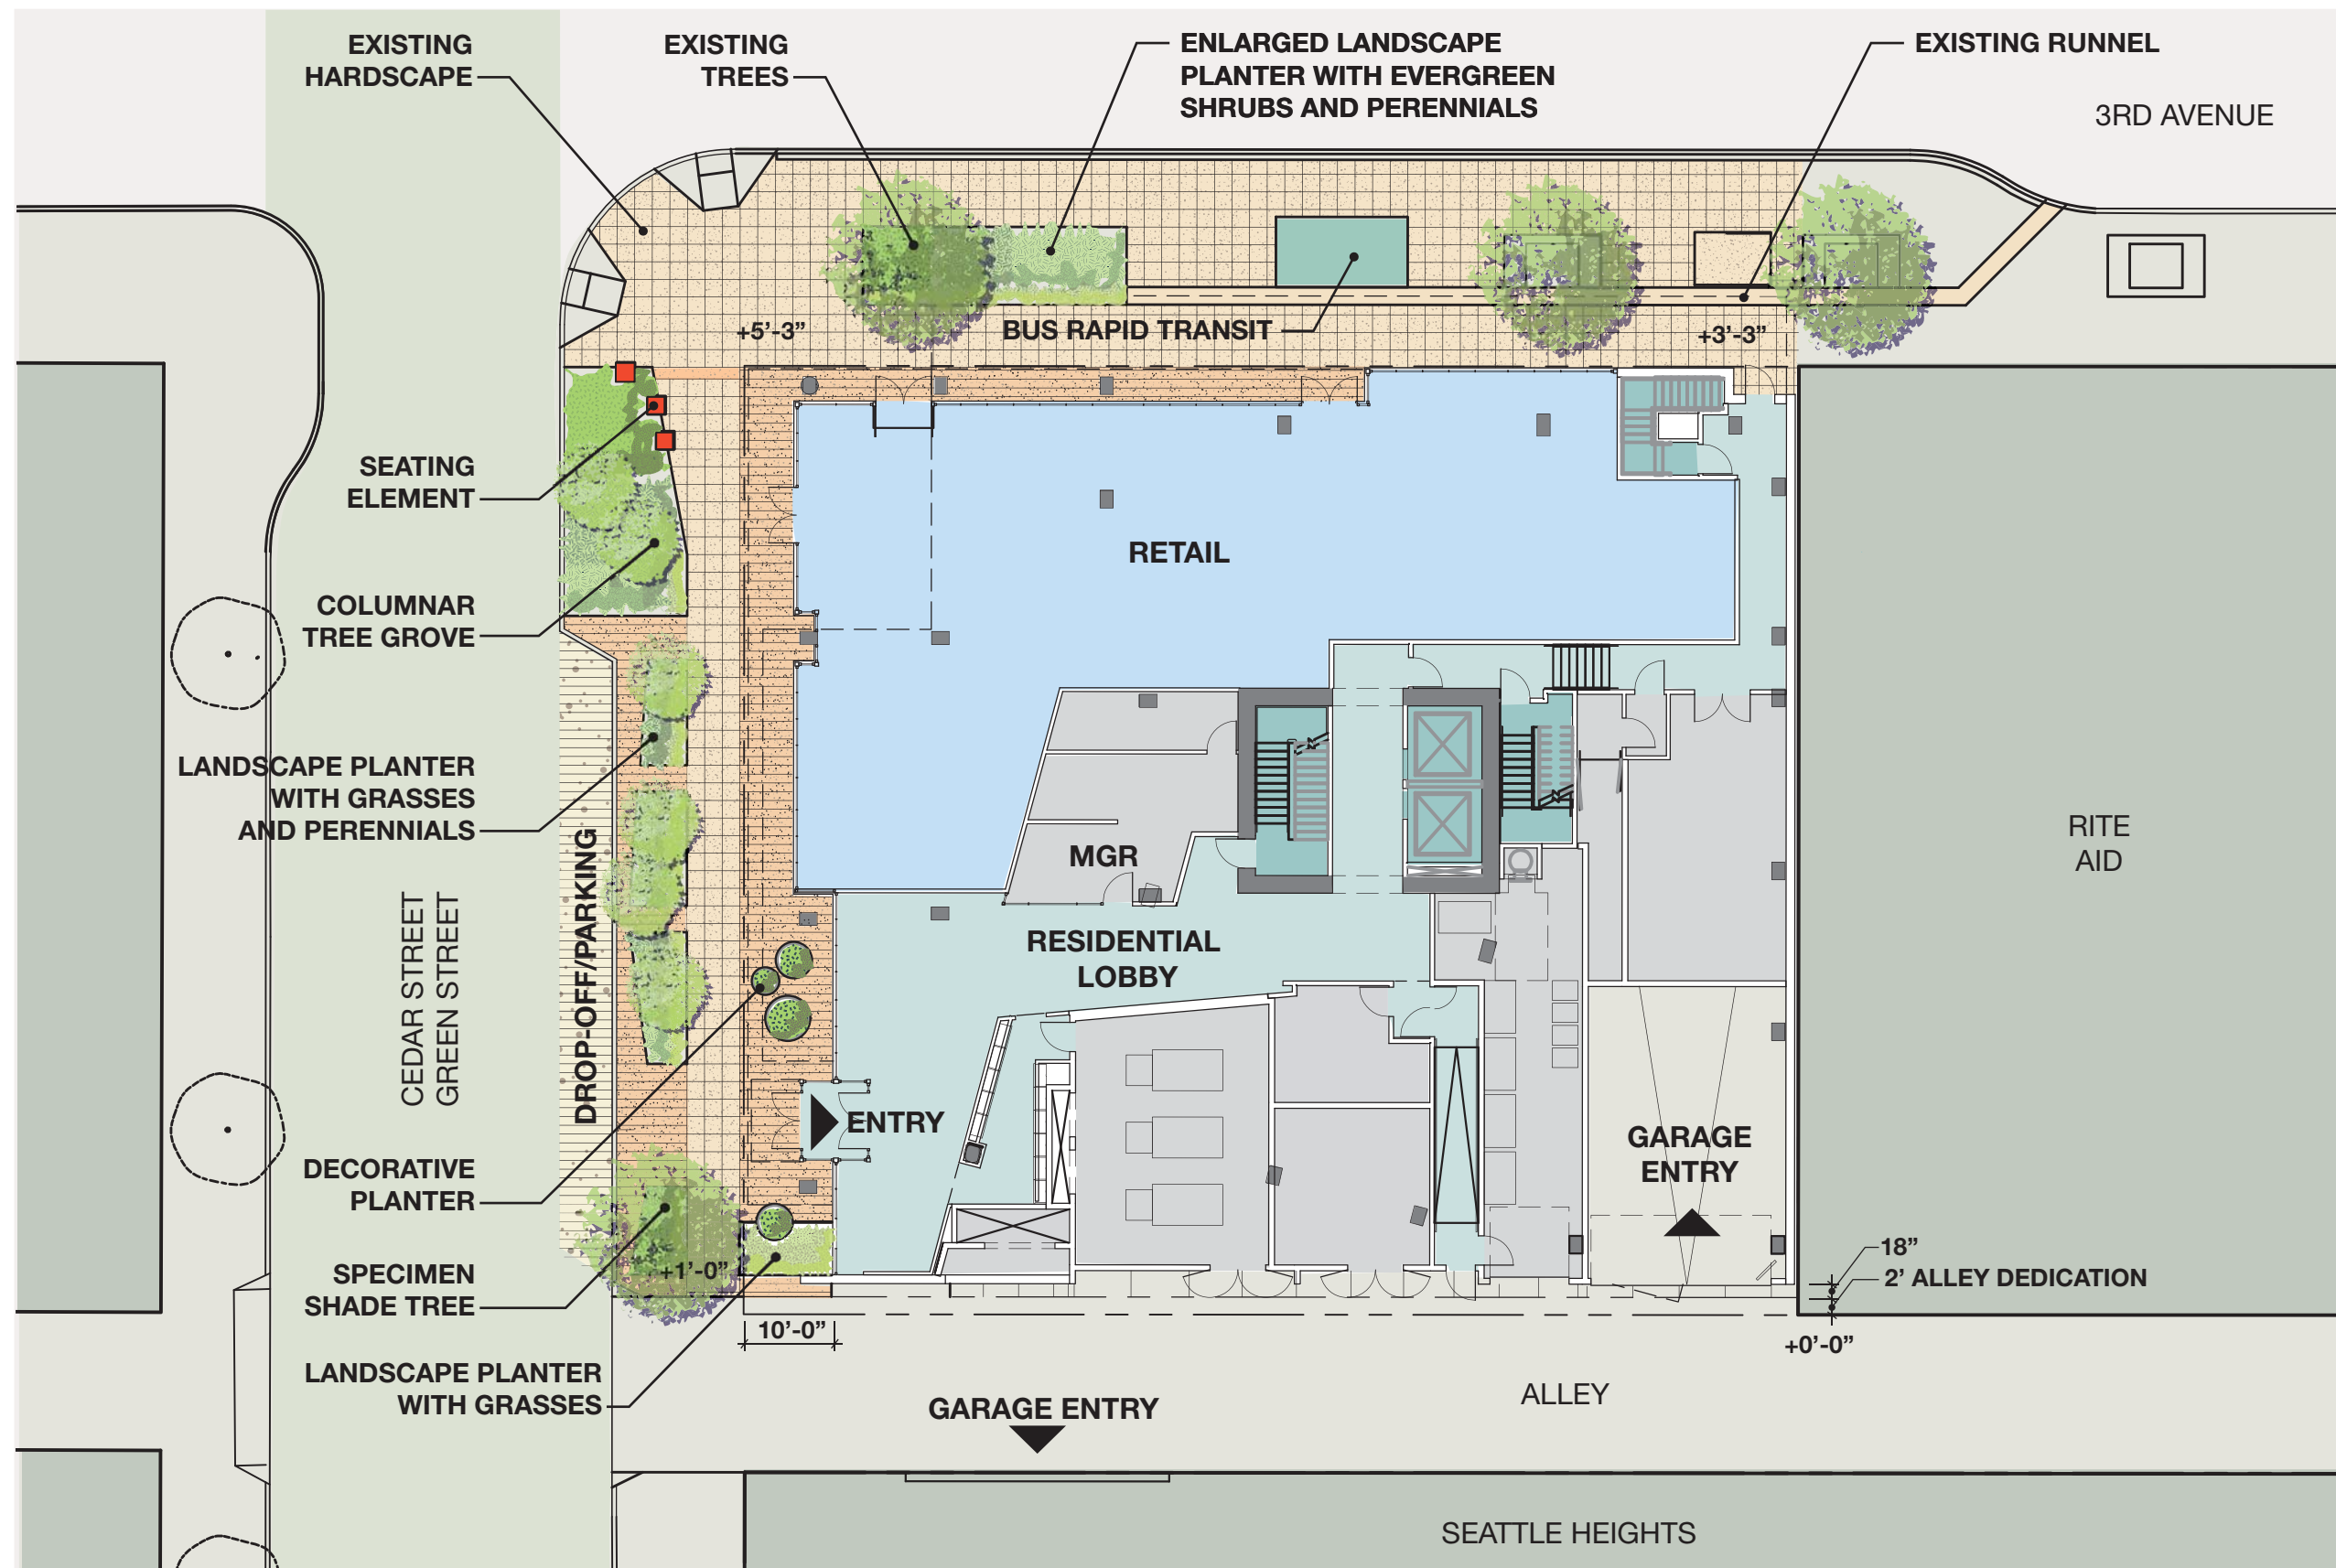 EXISTING
HARDSCAPE
EXISTING
TREES
ENLARGED LANDSCAPE
PLANTER WITH EVERGREEN
SHRUBS AND PERENNIALS
EXISTING RUNNEL
3RD AVENUE
+5’-3”
BUS RAPID TRANSIT
+3’-3”
SEATING
ELEMENT
RETAIL
COLUMNAR
TREE GROVE
LANDSCAPE PLANTER
WITH GRASSES
AND PERENNIALS
MGR
RITE
AID
CEDAR STREET
GREEN STREET
DROP-OFF/PARKING
RESIDENTIAL
LOBBY
ENTRY
GARAGE
ENTRY
DECORATIVE
PLANTER
SPECIMEN
SHADE TREE
+1’-0”
18”
2’ ALLEY DEDICATION
10’-0”
+0’-0”
LANDSCAPE PLANTER
WITH GRASSES
GARAGE ENTRY
ALLEY
SEATTLE HEIGHTS